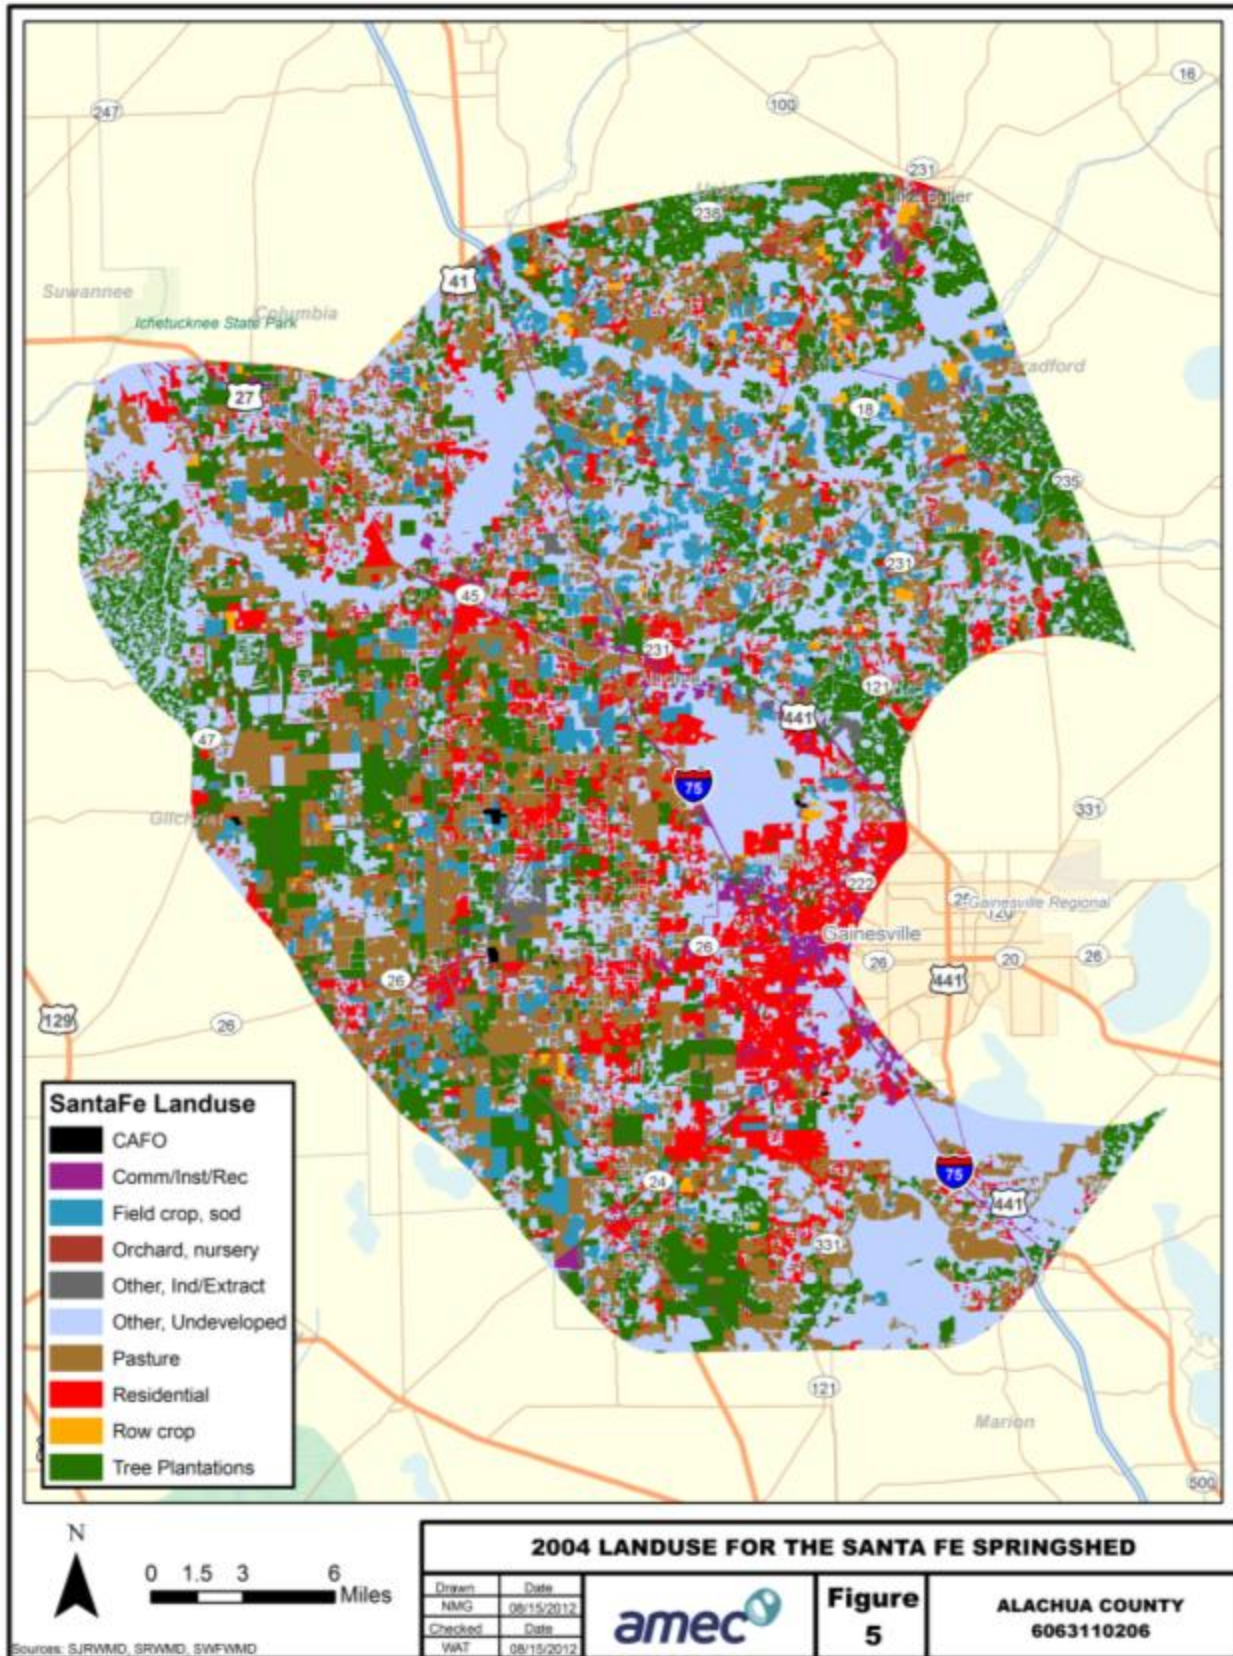 247
100
16
231
238
41
Suwannee
Columbia
Ichetucknee State Park
27
18
235
231
45
231
121
441
47
75
Gilchrist
331
222
Gainesville Regional
120
Gainesville
26
26
20
26
441
26
129
26
75
24
441
331
121
Marion
500
SantaFe Landuse
CAFO
Comm/Inst/Rec
Field crop, sod
Orchard, nursery
Other, Ind/Extract
Other, Undeveloped
Pasture
Residential
Row crop
Tree Plantations
N
0 1.5 3 6
Miles
Sources: SJRWMD, SRWMD, SWFWMD
2004 LANDUSE FOR THE SANTA FE SPRINGSHED
Drawn Date
NMG 08/15/2012
Checked Date
WAT 08/15/2012
amec
Figure
5
ALACHUA COUNTY
6063110206